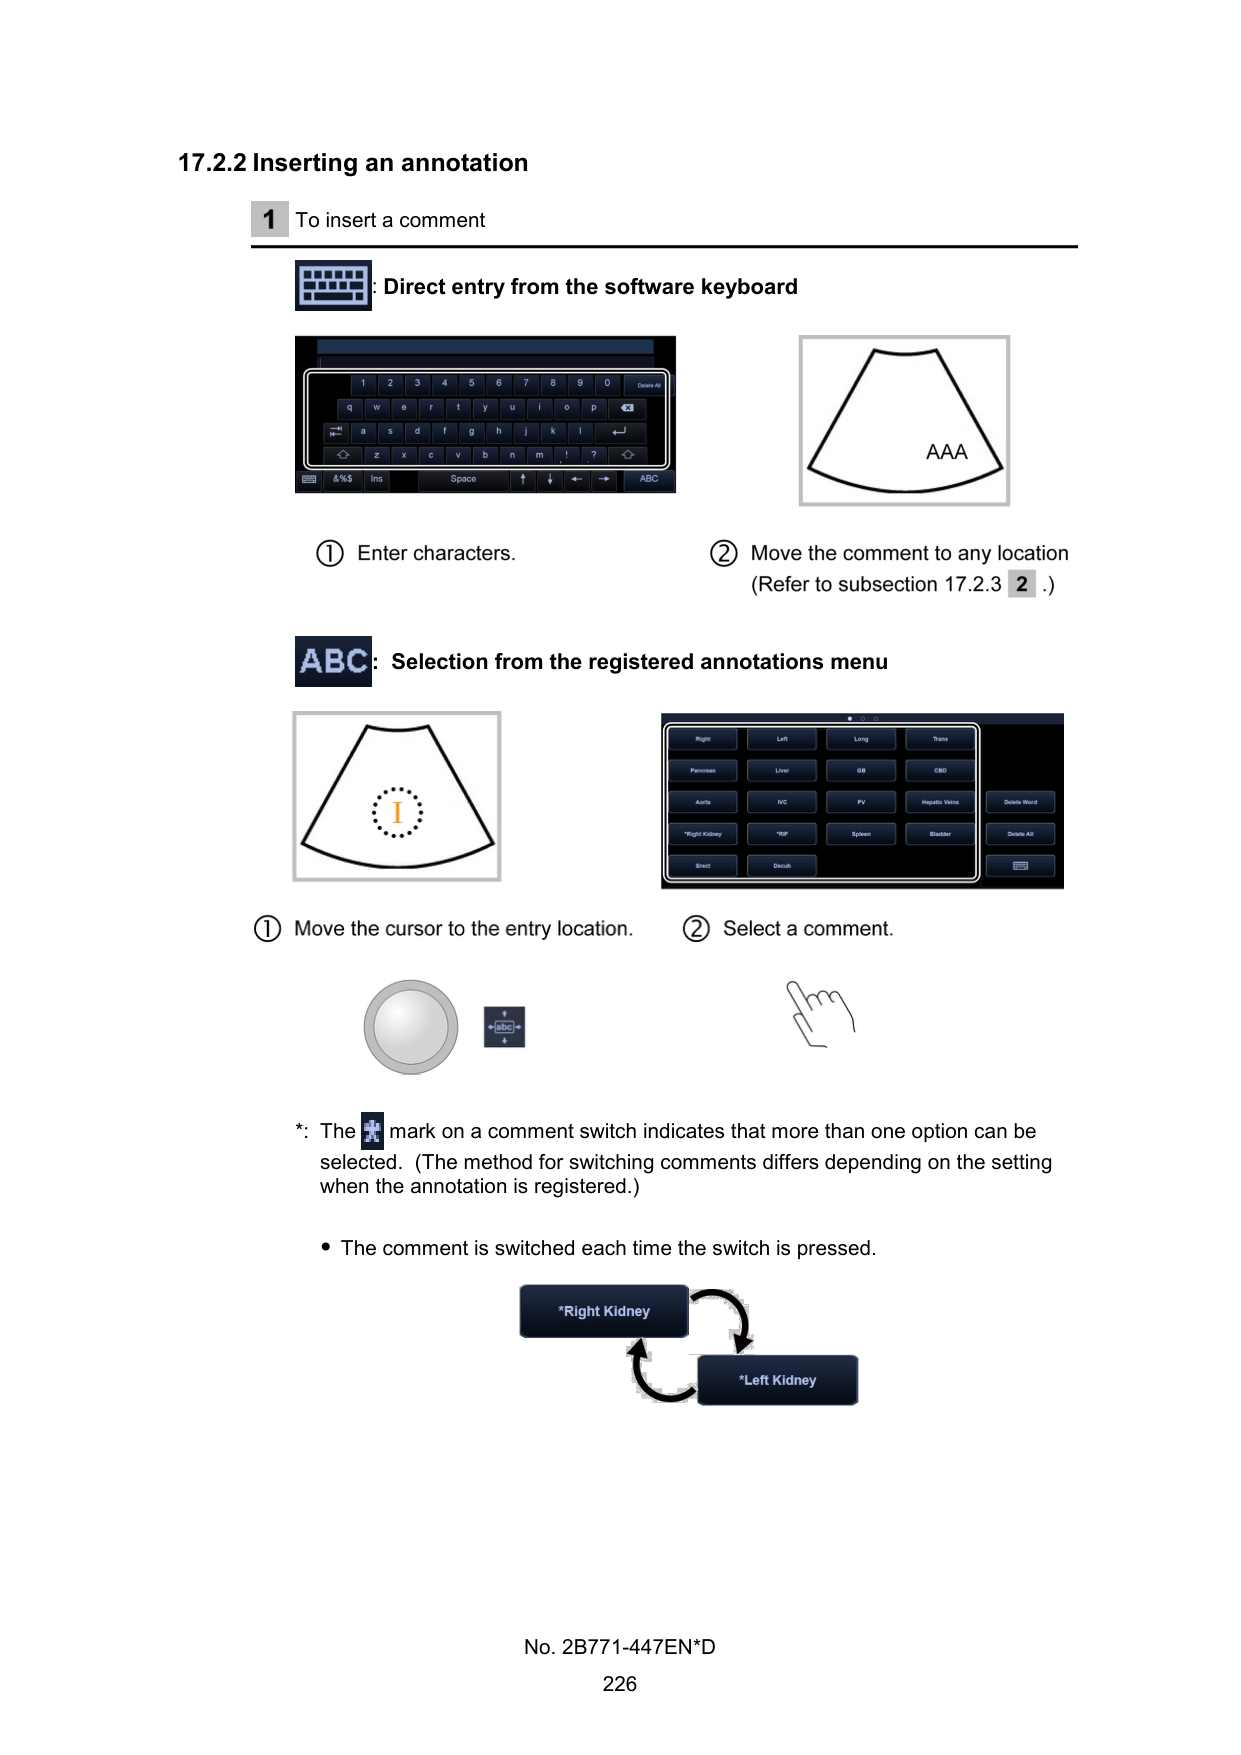 17.2.2 Inserting an annotation
1 To insert a comment
: Direct entry from the software keyboard
1 2 3 4 5 6 7 8 9 0 Delete All
q w e r t y u i o p
a s d f g h j k l
z x c v b n m , ! . ?
&%$ Ins Space ABC
AAA
① Enter characters.
② Move the comment to any location
(Refer to subsection 17.2.3 2 .)
ABC : Selection from the registered annotations menu
I
Right Left Long Trans
Pancreas Liver GB CBD
Aorta IVC PV Hepatic Veins Delete Word
*Right Kidney *RIF Spleen Bladder Delete All
Erect Decub
① Move the cursor to the entry location.
② Select a comment.
abc
*: The * mark on a comment switch indicates that more than one option can be
selected. (The method for switching comments differs depending on the setting
when the annotation is registered.)
• The comment is switched each time the switch is pressed.
*Right Kidney
*Left Kidney
No. 2B771-447EN*D
226